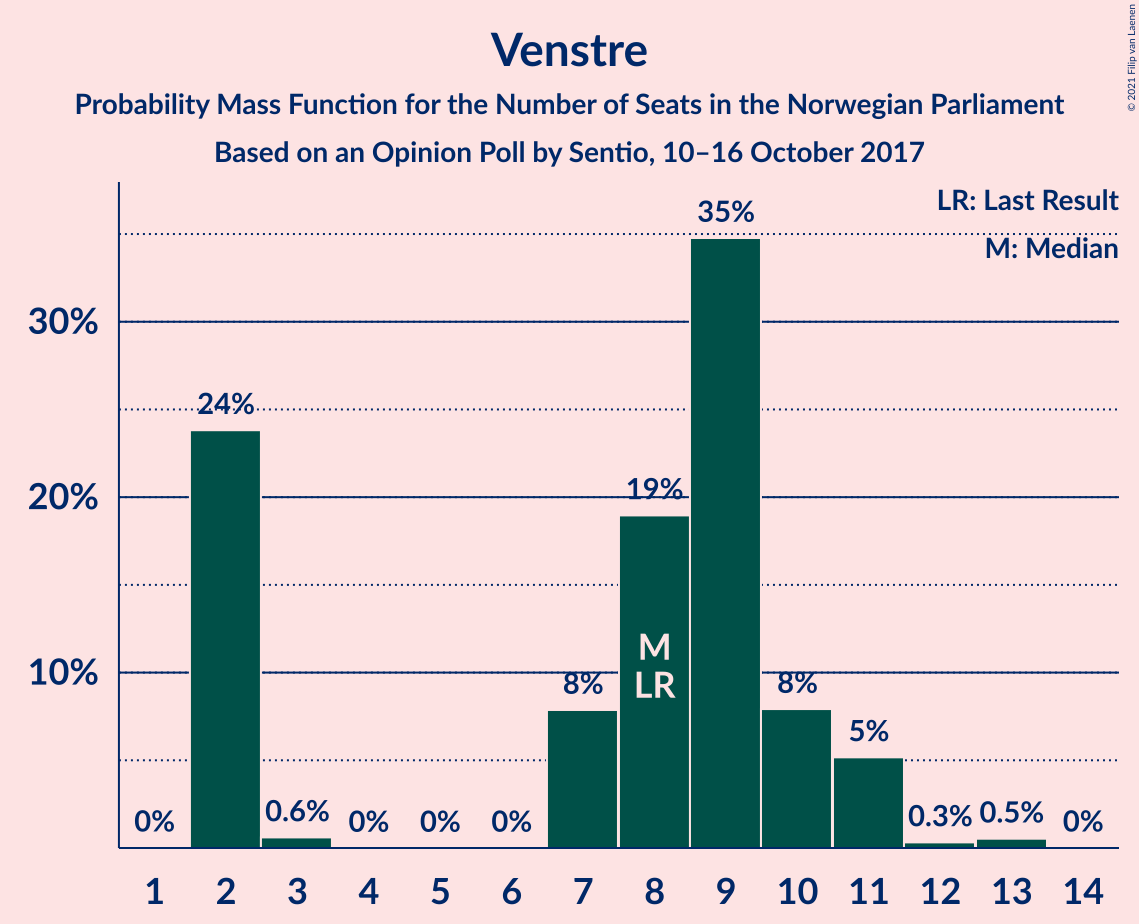 Venstre
Probability Mass Function for the Number of Seats in the Norwegian Parliament
Based on an Opinion Poll by Sentio, 10–16 October 2017
© 2021 Filip van Laenen
LR: Last Result
M: Median
35%
30%
24%
20%
19%
M
LR
10%
8%
8%
5%
0%
0.6%
0%
0%
0%
0.3%
0.5%
0%
1 2 3 4 5 6 7 8 9 10 11 12 13 14